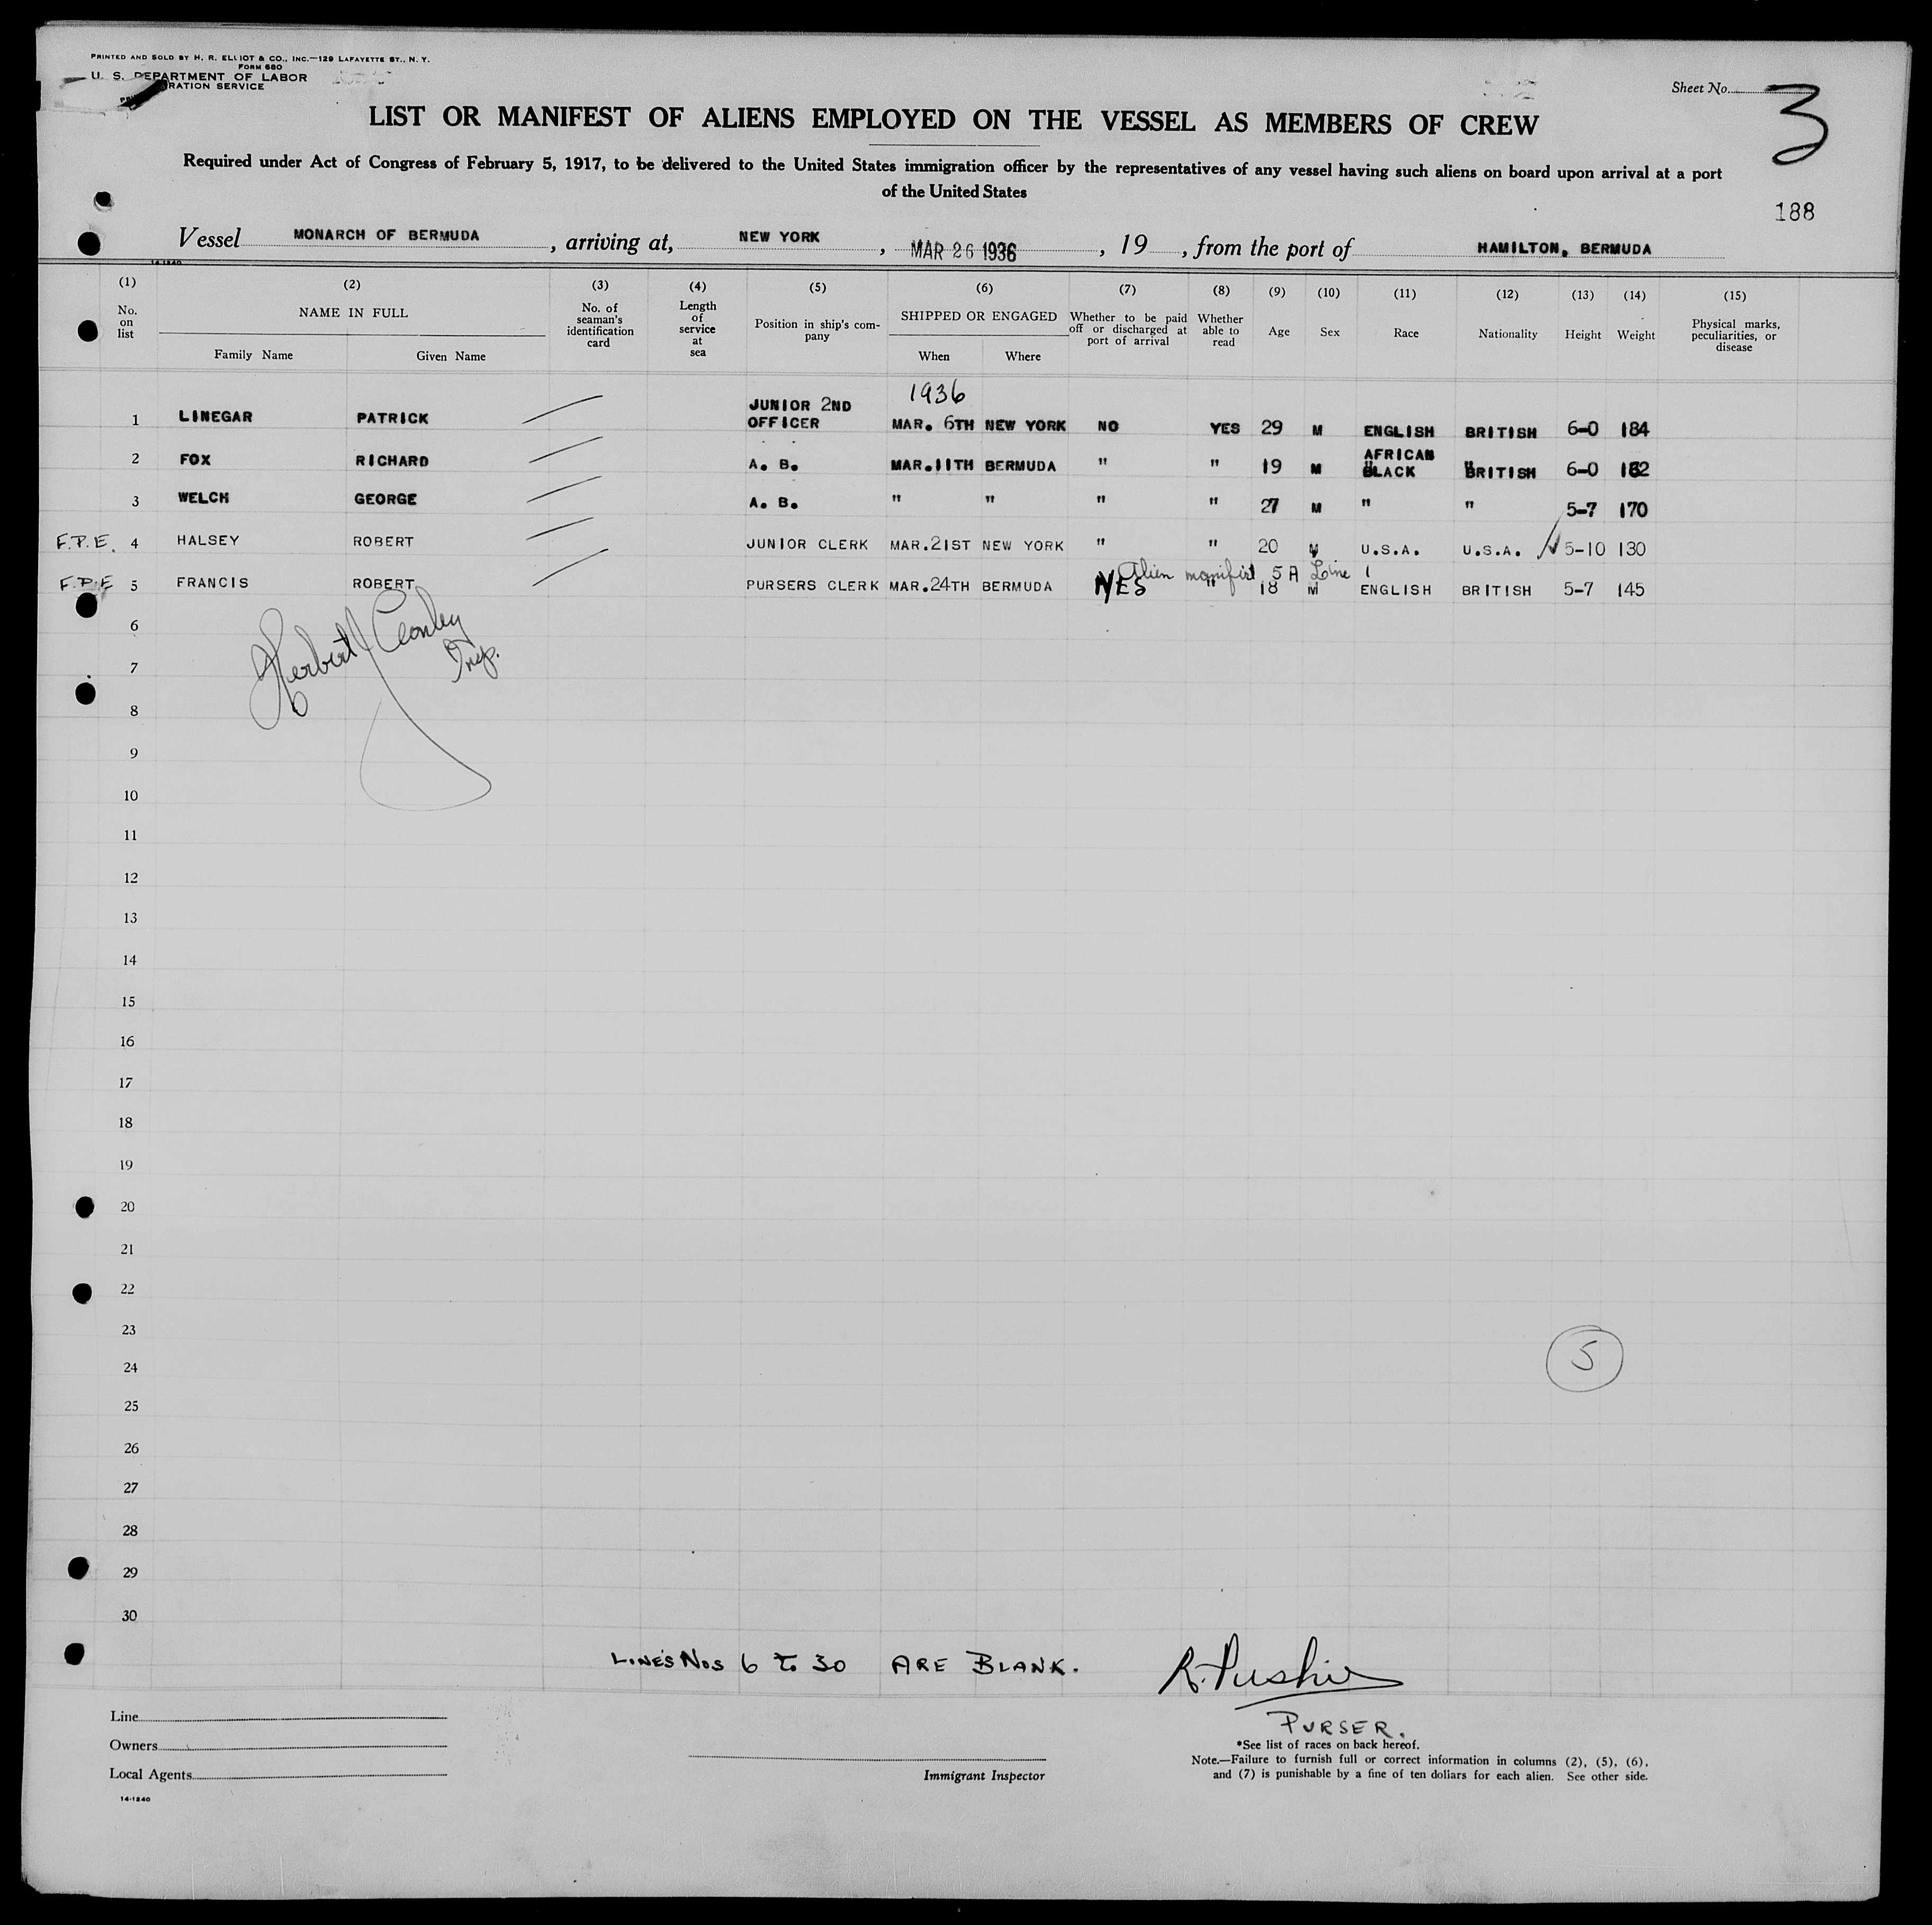 PRINTED AND SOLD BY H. R. ELLIOT & CO., INC.—129 LAFAYETTE ST., N. Y.
FORM 680
U. S. DEPARTMENT OF LABOR
RATION SERVICE
Sheet No. 3
LIST OR MANIFEST OF ALIENS EMPLOYED ON THE VESSEL AS MEMBERS OF CREW
Required under Act of Congress of February 5, 1917, to be delivered to the United States immigration officer by the representatives of any vessel having such aliens on board upon arrival at a port
of the United States
188
Vessel MONARCH OF BERMUDA, arriving at, NEW YORK, MAR 26 1936, 19 , from the port of HAMILTON, BERMUDA
14-1240
(1) (2) (3) (4) (5) (6) (7) (8) (9) (10) (11) (12) (13) (14) (15)
No. on list NAME IN FULL Family Name Given Name No. of seaman's identification card Length of service at sea Position in ship's company SHIPPED OR ENGAGED When Where Whether to be paid off or discharged at port of arrival Whether able to read Age Sex Race Nationality Height Weight Physical marks, peculiarities, or disease
1936
1 LINEGAR PATRICK JUNIOR 2ND OFFICER MAR. 6TH NEW YORK NO YES 29 M ENGLISH BRITISH 6-0 184
2 FOX RICHARD A. B. MAR.11TH BERMUDA " " 19 M AFRICAN BLACK BRITISH 6-0
3 WELCH GEORGE A. B. " " " " 27 M " " 5-7 170
F.P.E. 4 HALSEY ROBERT JUNIOR CLERK MAR.21ST NEW YORK " " 20 M U.S.A. U.S.A. 5-10 130
Alien manifest 5A Line 1
F.P.E 5 FRANCIS ROBERT PURSERS CLERK MAR.24TH BERMUDA YES " 18 M ENGLISH BRITISH 5-7 145
6
Herbert J Conley
Insp.
7
8
9
10
11
12
13
14
15
16
17
18
19
20
21
22
23
5
24
25
26
27
28
29
30
LINES NOS 6 TO 30 ARE BLANK.
PURSER.
Line
Owners
Local Agents
Immigrant Inspector
*See list of races on back hereof.
Note.—Failure to furnish full or correct information in columns (2), (5), (6), and (7) is punishable by a fine of ten dollars for each alien. See other side.
14-1240